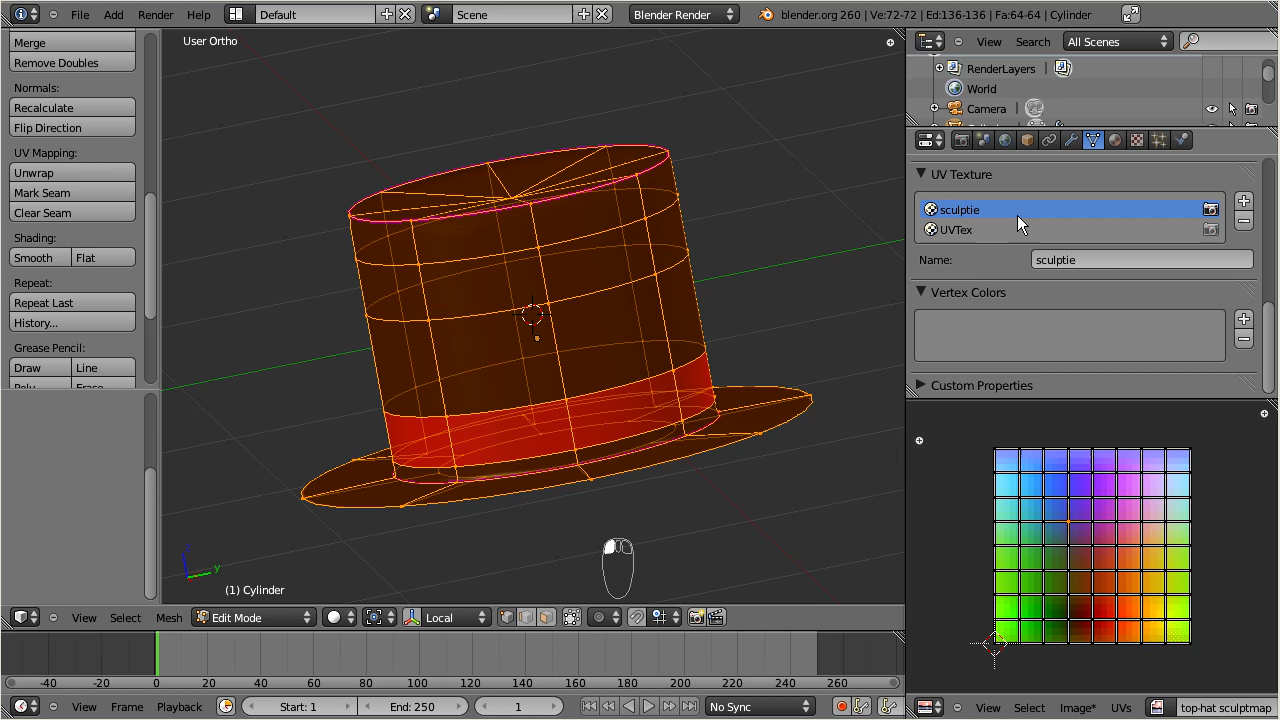 File Add Render Help Default Scene Blender Render blender.org 260 | Ve:72-72 | Ed:136-136 | Fa:64-64 | Cylinder
Merge
Remove Doubles
Normals:
Recalculate
Flip Direction
UV Mapping:
Unwrap
Mark Seam
Clear Seam
Shading:
Smooth Flat
Repeat:
Repeat Last
History...
Grease Pencil:
Draw Line
Poly Erase
User Ortho
z
y
(1) Cylinder
View Select Mesh Edit Mode Local
-40 -20 0 20 40 60 80 100 120 140 160 180 200 220 240 260
View Frame Playback Start: 1 End: 250 1 No Sync
View Search All Scenes
RenderLayers |
World
Camera |
UV Texture
sculptie
UVTex
Name: sculptie
Vertex Colors
Custom Properties
View Select Image* UVs top-hat sculptmap